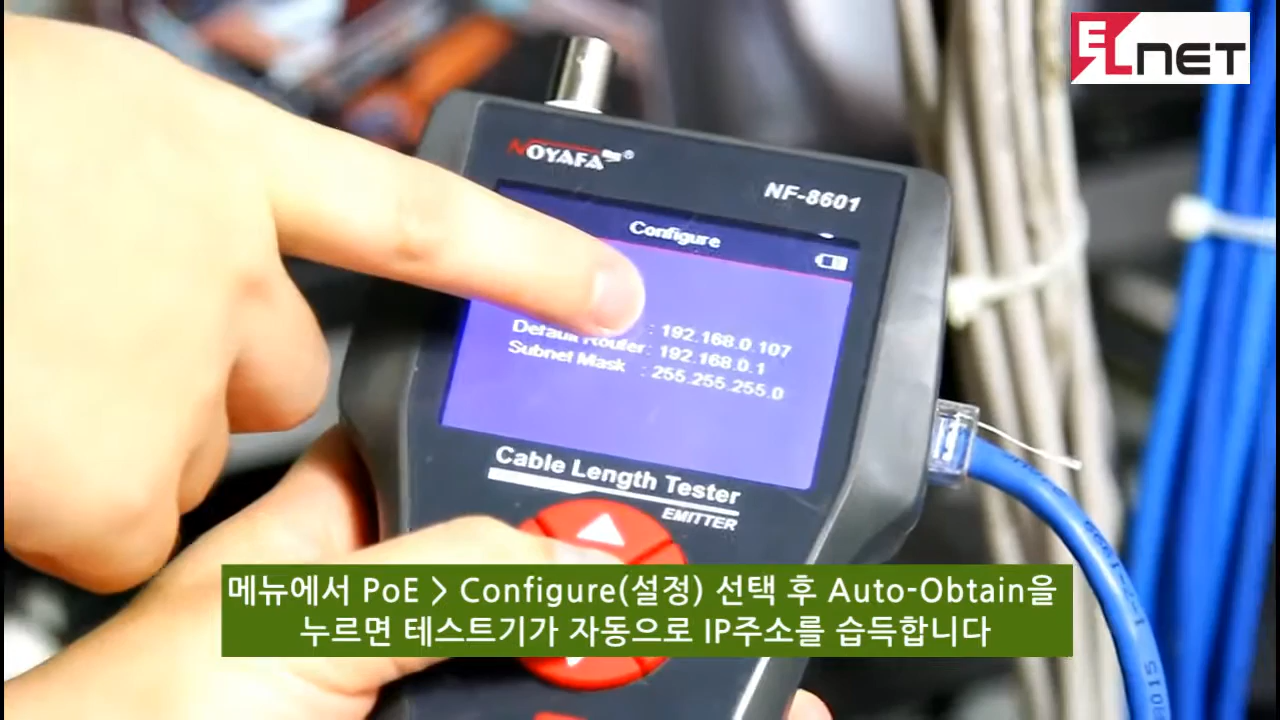 ELNET
NOYAFA®
NF-8601
Configure
: 192.168.0.107
Default Router: 192.168.0.1
Subnet Mask : 255.255.255.0
Cable Length Tester
EMITTER
메뉴에서 PoE > Configure(설정) 선택 후 Auto-Obtain을
누르면 테스트기가 자동으로 IP주소를 습득합니다